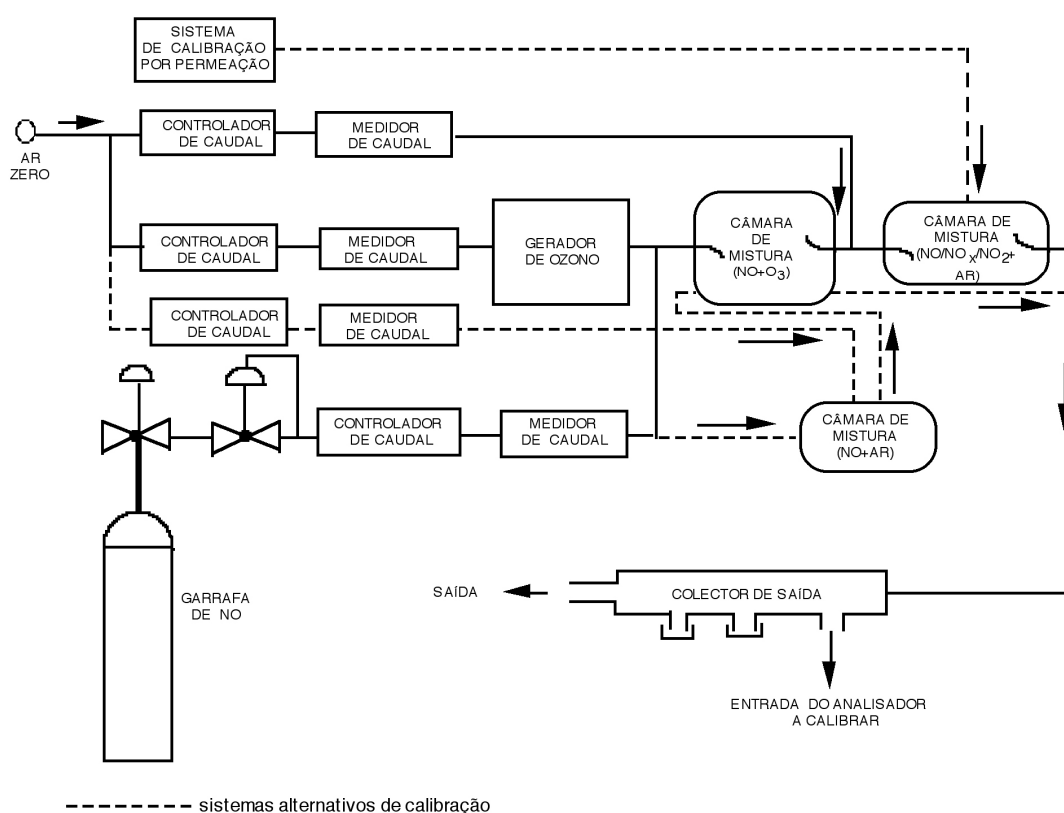 SISTEMA
DE CALIBRAÇÃO
POR PERMEAÇÃO
AR
ZERO
CONTROLADOR
DE CAUDAL
MEDIDOR
DE CAUDAL
CONTROLADOR
DE CAUDAL
MEDIDOR
DE CAUDAL
GERADOR
DE OZONO
CÂMARA
DE
MISTURA
(NO+O3)
CÂMARA DE
MISTURA
(NO/NO X/NO2+
AR)
CONTROLADOR
DE CAUDAL
MEDIDOR
DE CAUDAL
CONTROLADOR
DE CAUDAL
MEDIDOR
DE CAUDAL
CÂMARA DE
MISTURA
(NO+AR)
GARRAFA
DE NO
SAÍDA
COLECTOR DE SAÍDA
ENTRADA DO ANALISADOR
A CALIBRAR
sistemas alternativos de calibração